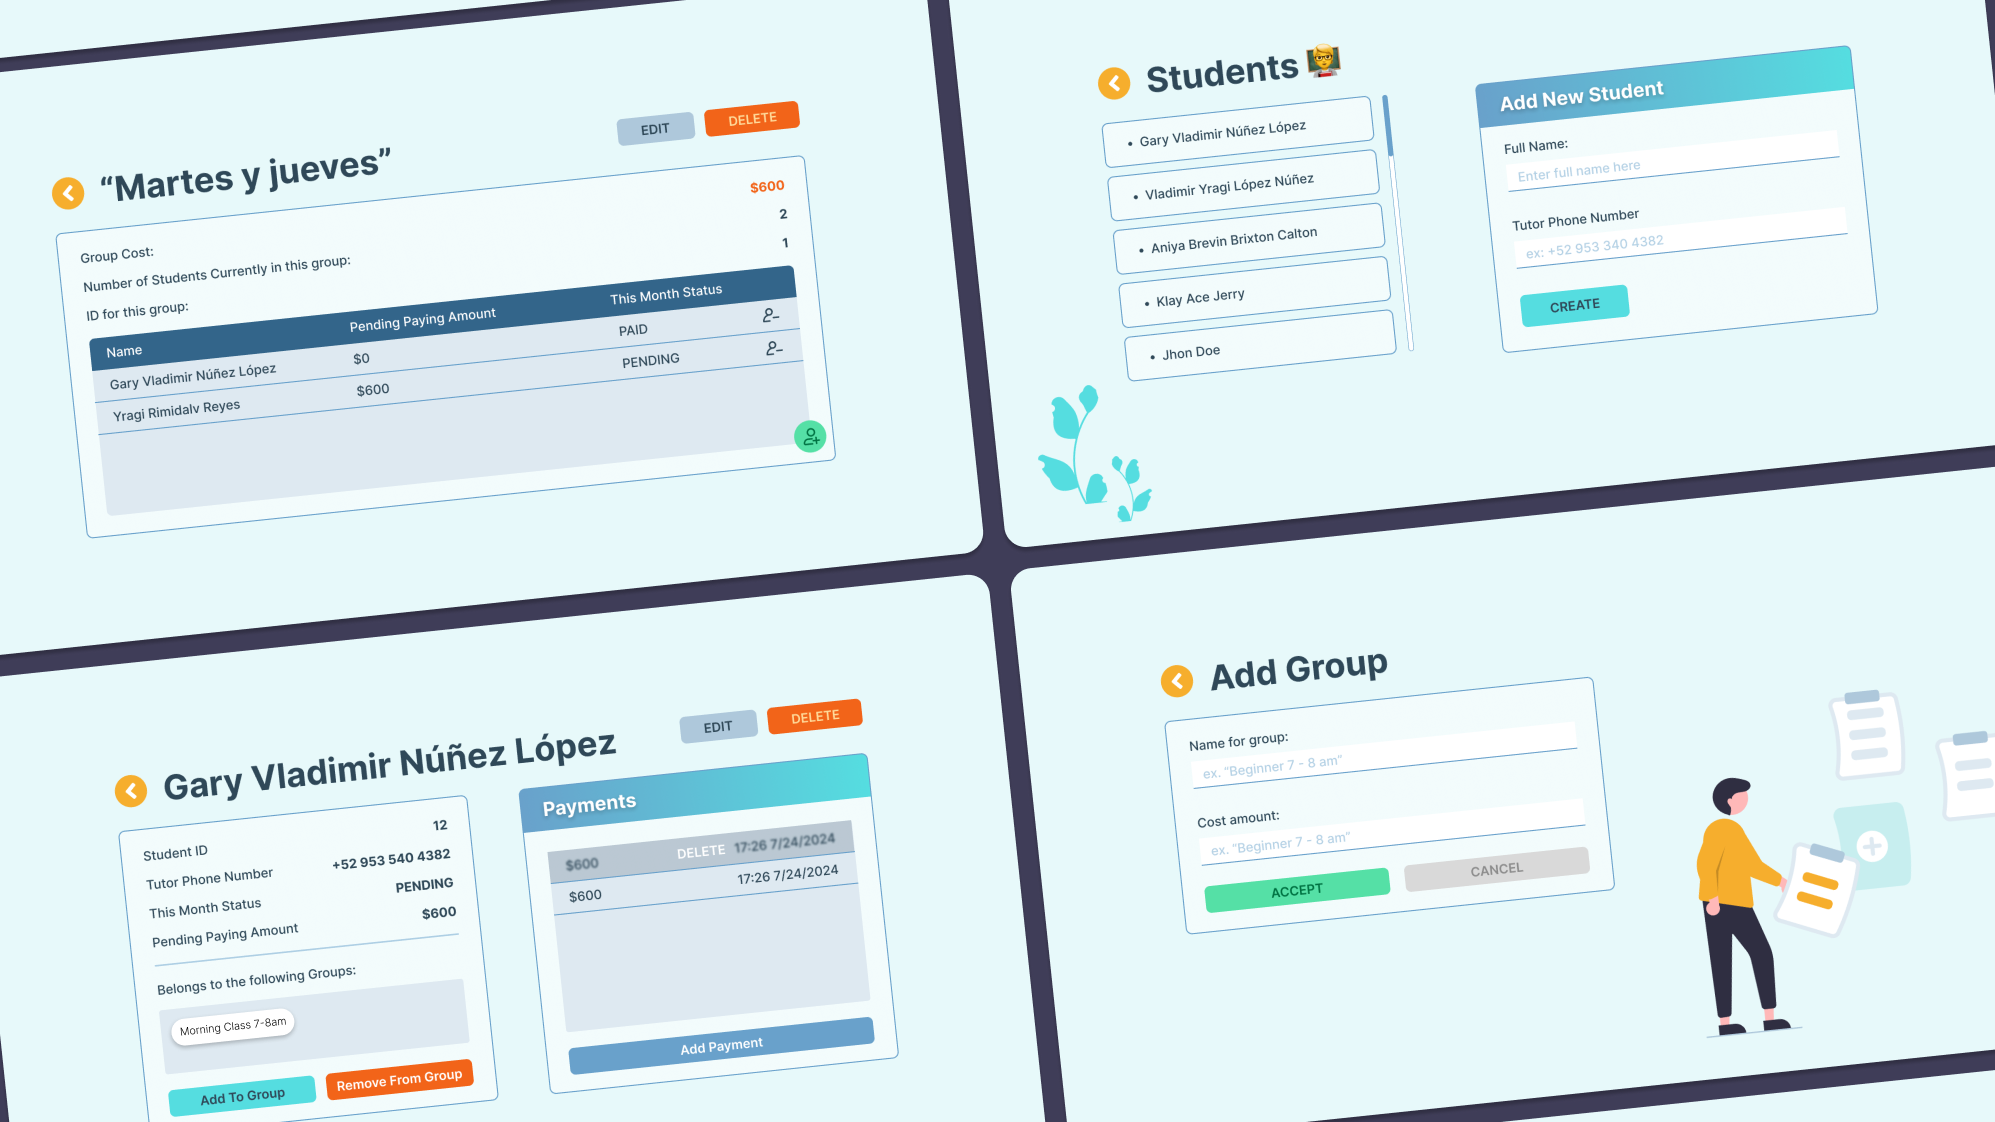 “Martes y jueves”
EDIT
DELETE
Group Cost:
$600
Number of Students Currently in this group:
2
ID for this group:
1
Name
Pending Paying Amount
This Month Status
Gary Vladimir Núñez López
$0
PAID
Yragi Rimidalv Reyes
$600
PENDING
Students
• Gary Vladimir Núñez López
• Vladimir Yragi López Núñez
• Aniya Brevin Brixton Calton
• Klay Ace Jerry
• Jhon Doe
Add New Student
Full Name:
Enter full name here
Tutor Phone Number
ex: +52 953 340 4382
CREATE
Gary Vladimir Núñez López
EDIT
DELETE
Student ID
12
Tutor Phone Number
+52 953 540 4382
This Month Status
PENDING
Pending Paying Amount
$600
Belongs to the following Groups:
Morning Class 7-8am
Add To Group
Remove From Group
Payments
$600
DELETE
17:26 7/24/2024
$600
17:26 7/24/2024
Add Payment
Add Group
Name for group:
ex. “Beginner 7 - 8 am”
Cost amount:
ex. “Beginner 7 - 8 am”
ACCEPT
CANCEL